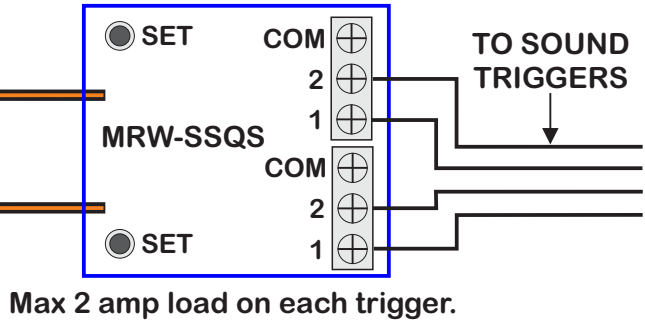 SET
COM
TO SOUND
TRIGGERS
2
1
MRW-SSQS
COM
2
SET
1
Max 2 amp load on each trigger.